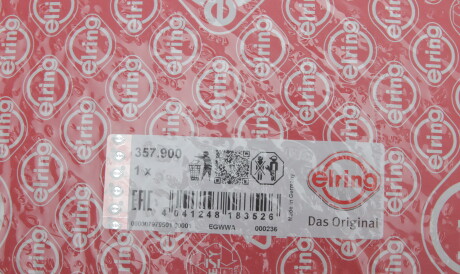 elring
357.900
1 x
EAC
Made in Germany
4 041248 183526
EGWWA
000236
elring
Das Original